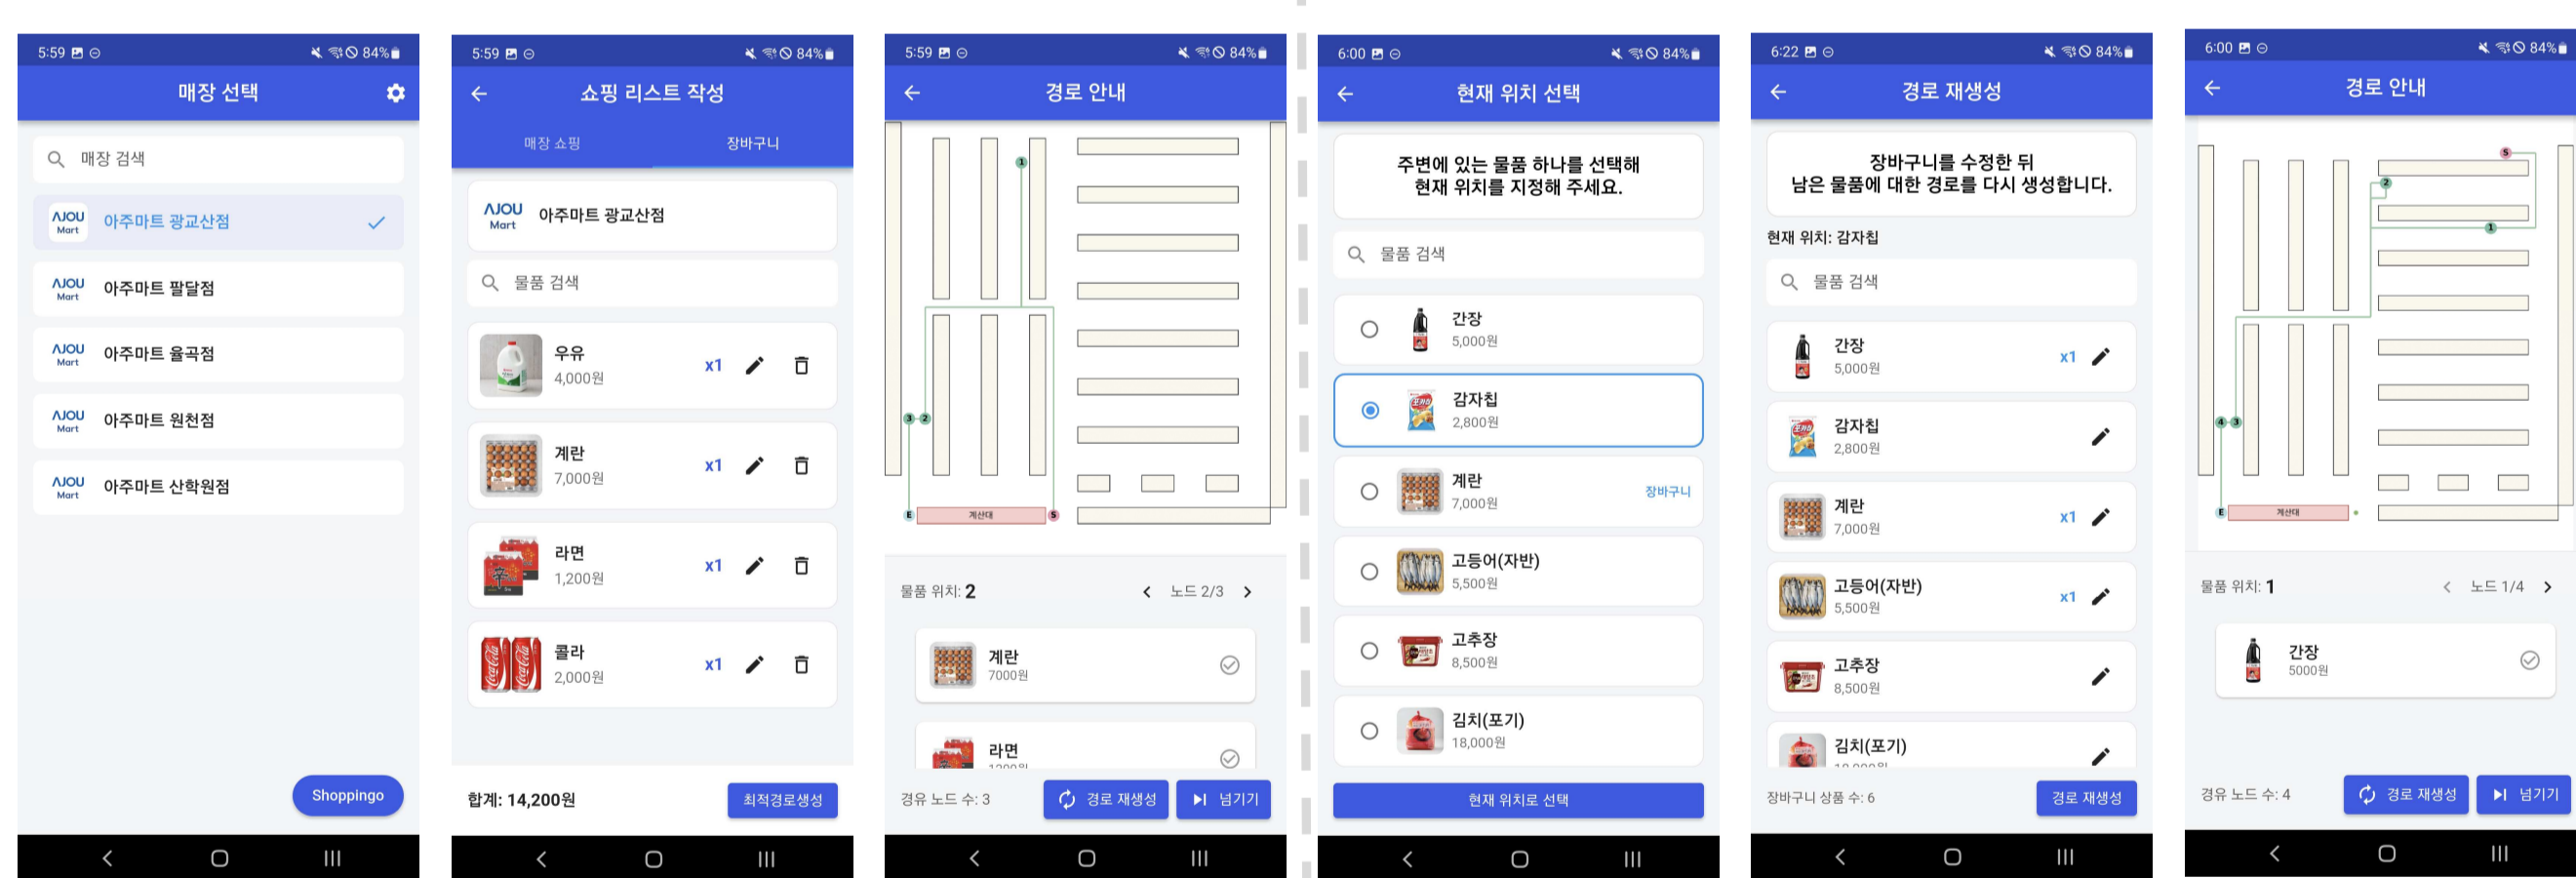 5:59
84%
매장 선택
매장 검색
AJOU
Mart
아주마트 광교산점
AJOU
Mart
아주마트 팔달점
AJOU
Mart
아주마트 율곡점
AJOU
Mart
아주마트 원천점
AJOU
Mart
아주마트 산학원점
Shoppingo
5:59
84%
쇼핑 리스트 작성
매장 쇼핑
장바구니
AJOU
Mart
아주마트 광교산점
물품 검색
우유
4,000원
x1
계란
7,000원
x1
라면
1,200원
x1
콜라
2,000원
x1
합계: 14,200원
최적경로생성
5:59
84%
경로 안내
1
3
2
E
계산대
S
물품 위치: 2
노드 2/3
계란
7000원
라면
경유 노드 수: 3
경로 재생성
넘기기
6:00
84%
현재 위치 선택
주변에 있는 물품 하나를 선택해
현재 위치를 지정해 주세요.
물품 검색
간장
5,000원
감자칩
2,800원
계란
7,000원
장바구니
고등어(자반)
5,500원
고추장
8,500원
김치(포기)
18,000원
현재 위치로 선택
6:22
84%
경로 재생성
장바구니를 수정한 뒤
남은 물품에 대한 경로를 다시 생성합니다.
현재 위치: 감자칩
물품 검색
간장
5,000원
x1
감자칩
2,800원
계란
7,000원
x1
고등어(자반)
5,500원
x1
고추장
8,500원
김치(포기)
장바구니 상품 수: 6
경로 재생성
6:00
84%
경로 안내
S
2
1
4
3
E
계산대
물품 위치: 1
노드 1/4
간장
5000원
경유 노드 수: 4
경로 재생성
넘기기